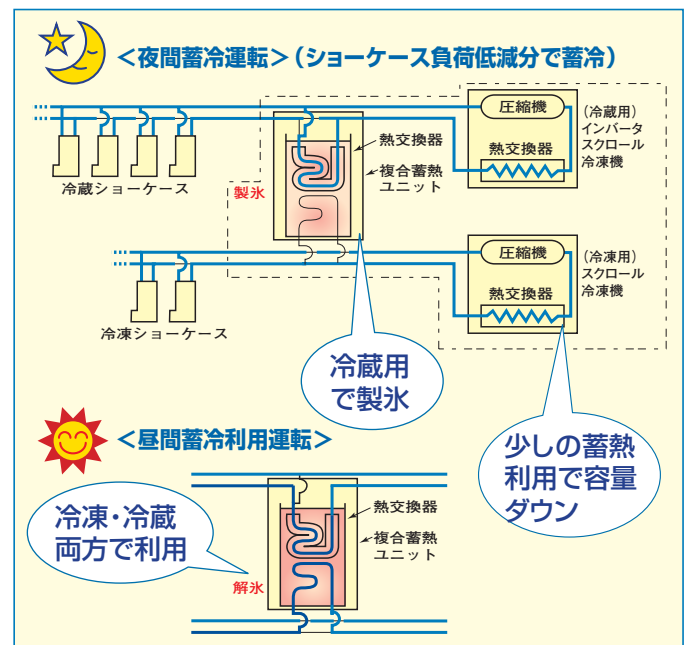 <夜間蓄冷運転>(ショーケース負荷低減分で蓄冷)
圧縮機
(冷蔵用)
インバータ
スクロール
冷凍機
熱交換器
熱交換器
複合蓄熱
ユニット
冷蔵ショーケース
製氷
圧縮機
(冷凍用)
スクロール
冷凍機
熱交換器
冷凍ショーケース
冷蔵用
で製氷
少しの蓄熱
利用で容量
ダウン
<昼間蓄冷利用運転>
冷凍・冷蔵
両方で利用
熱交換器
複合蓄熱
ユニット
解氷